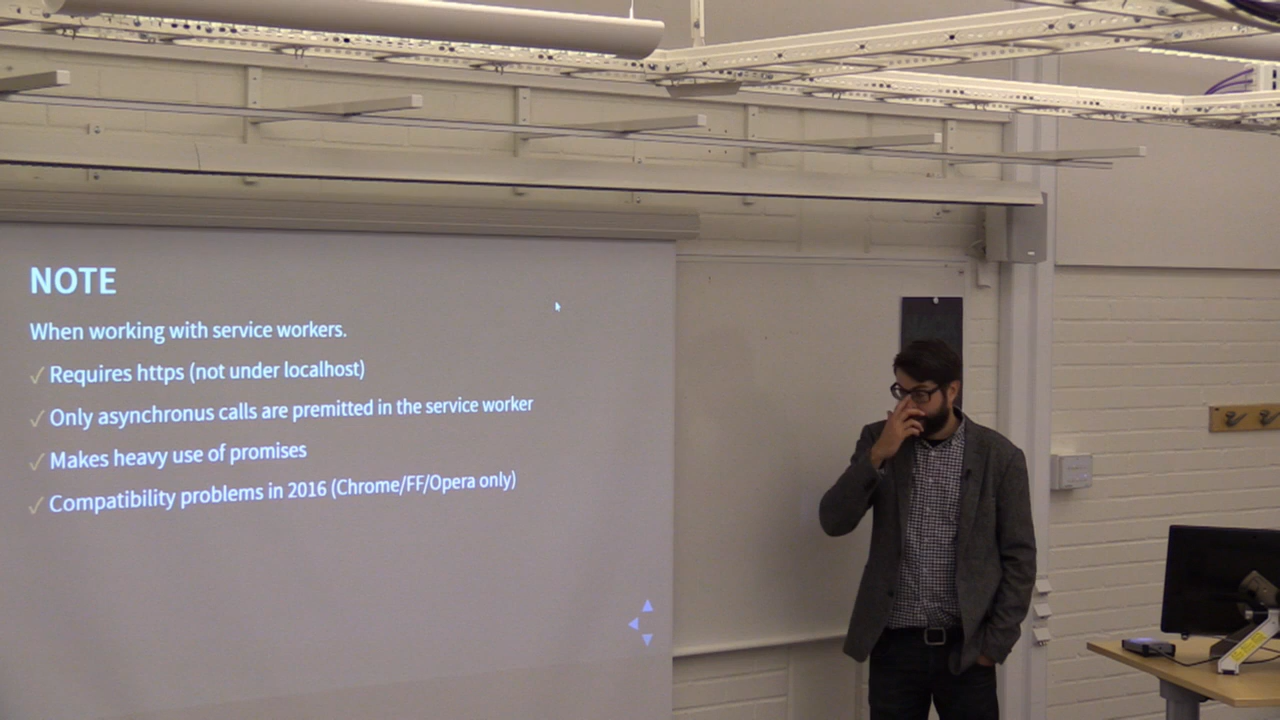 NOTE
When working with service workers.
✓ Requires https (not under localhost)
✓ Only asynchronus calls are premitted in the service worker
✓ Makes heavy use of promises
✓ Compatibility problems in 2016 (Chrome/FF/Opera only)